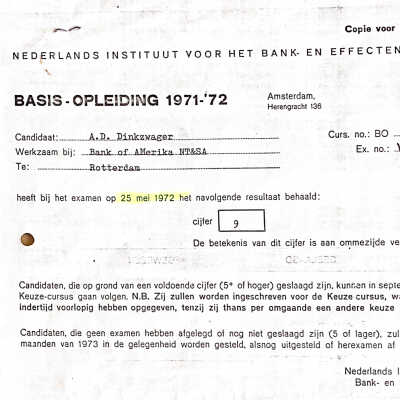 Copie voor
NEDERLANDS INSTITUUT VOOR HET BANK- EN EFFECTEN
BASIS-OPLEIDING 1971-'72
Amsterdam,
Herengracht 136
Candidaat: A.D. Dinkzwager
Curs. no.: BO
Werkzaam bij: Bank of AMerika NT&SA
Ex. no.:
Te: Rotterdam
heeft bij het examen op 25 mei 1972 het navolgende resultaat behaald:
cijfer 9
De betekenis van dit cijfer is aan ommezijde ve
Candidaten, die op grond van een voldoende cijfer (5+ of hoger) geslaagd zijn, kunnen in septe
Keuze-cursus gaan volgen. N.B. Zij zullen worden ingeschreven voor de Keuze cursus, wa
indertijd voorlopig hebben opgegeven, tenzij zij thans per omgaande een andere keuze
Candidaten, die geen examen hebben afgelegd of nog niet geslaagd zijn (5 of lager), zul
maanden van 1973 in de gelegenheid worden gesteld, alsnog uitgesteld of herexamen af
Nederlands I
Bank- en